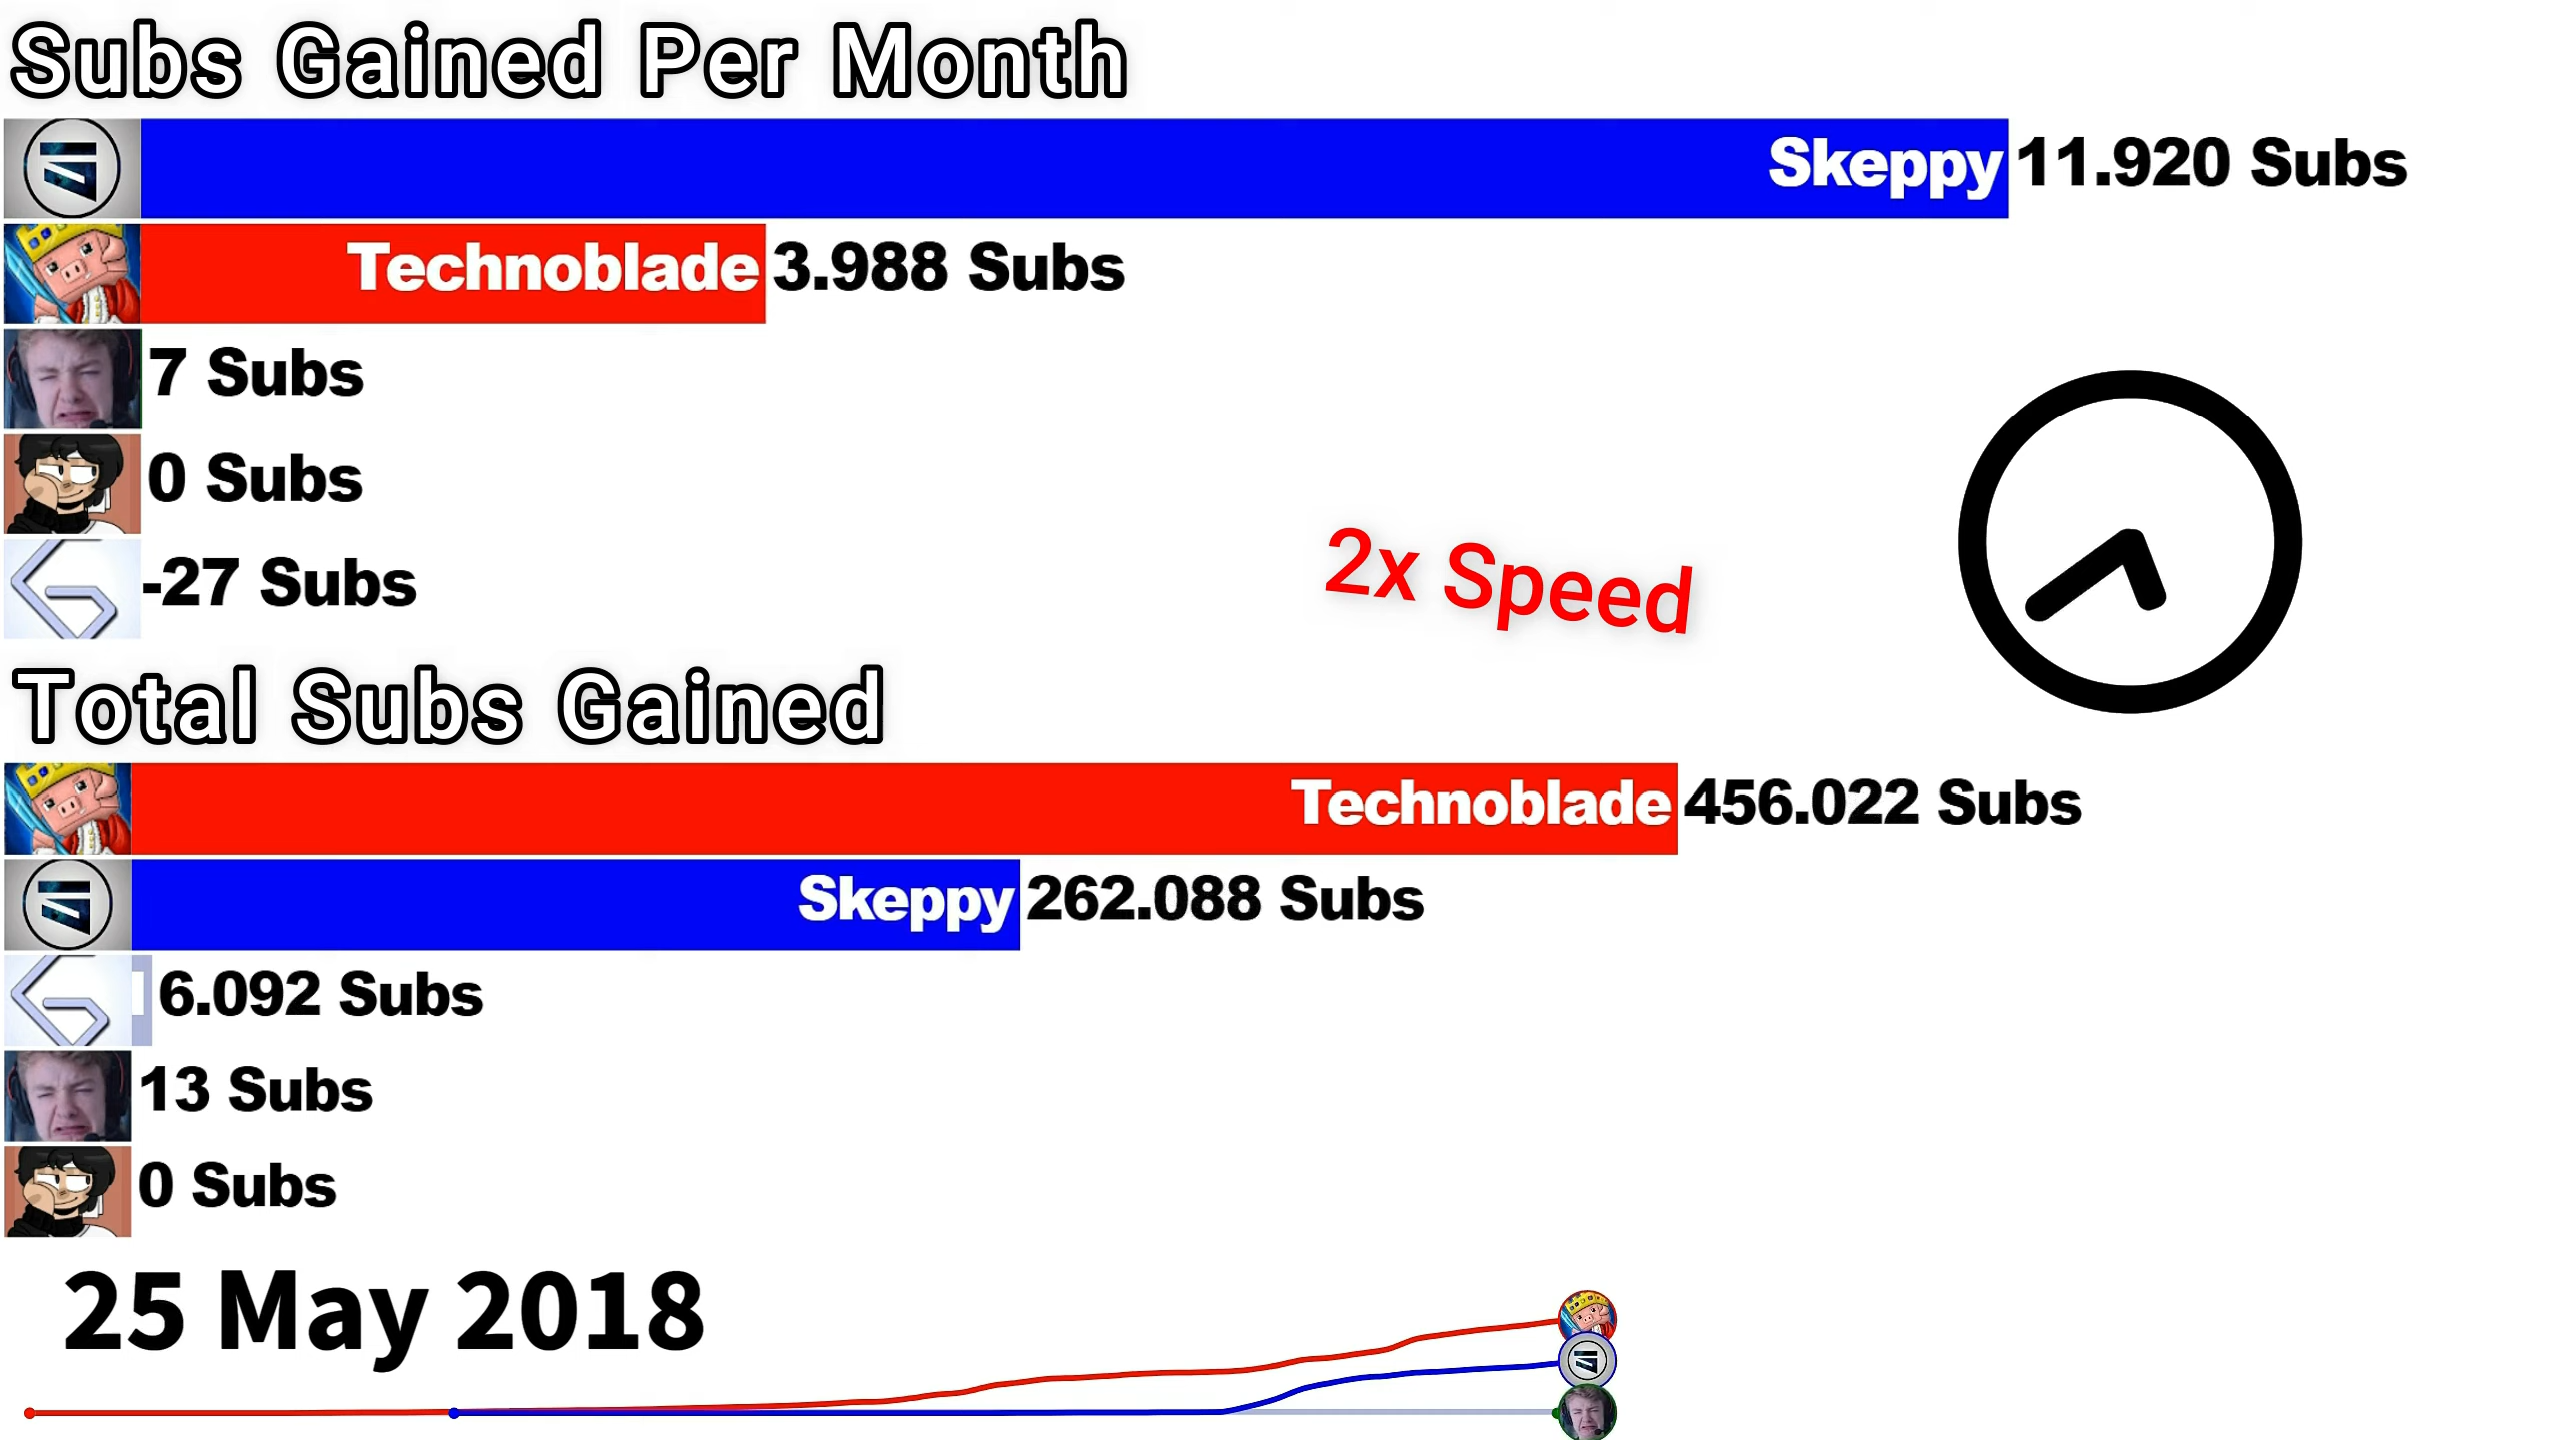 Subs Gained Per Month
Skeppy 11.920 Subs
Technoblade 3.988 Subs
7 Subs
0 Subs
-27 Subs
2x Speed
Total Subs Gained
Technoblade 456.022 Subs
Skeppy 262.088 Subs
6.092 Subs
13 Subs
0 Subs
25 May 2018